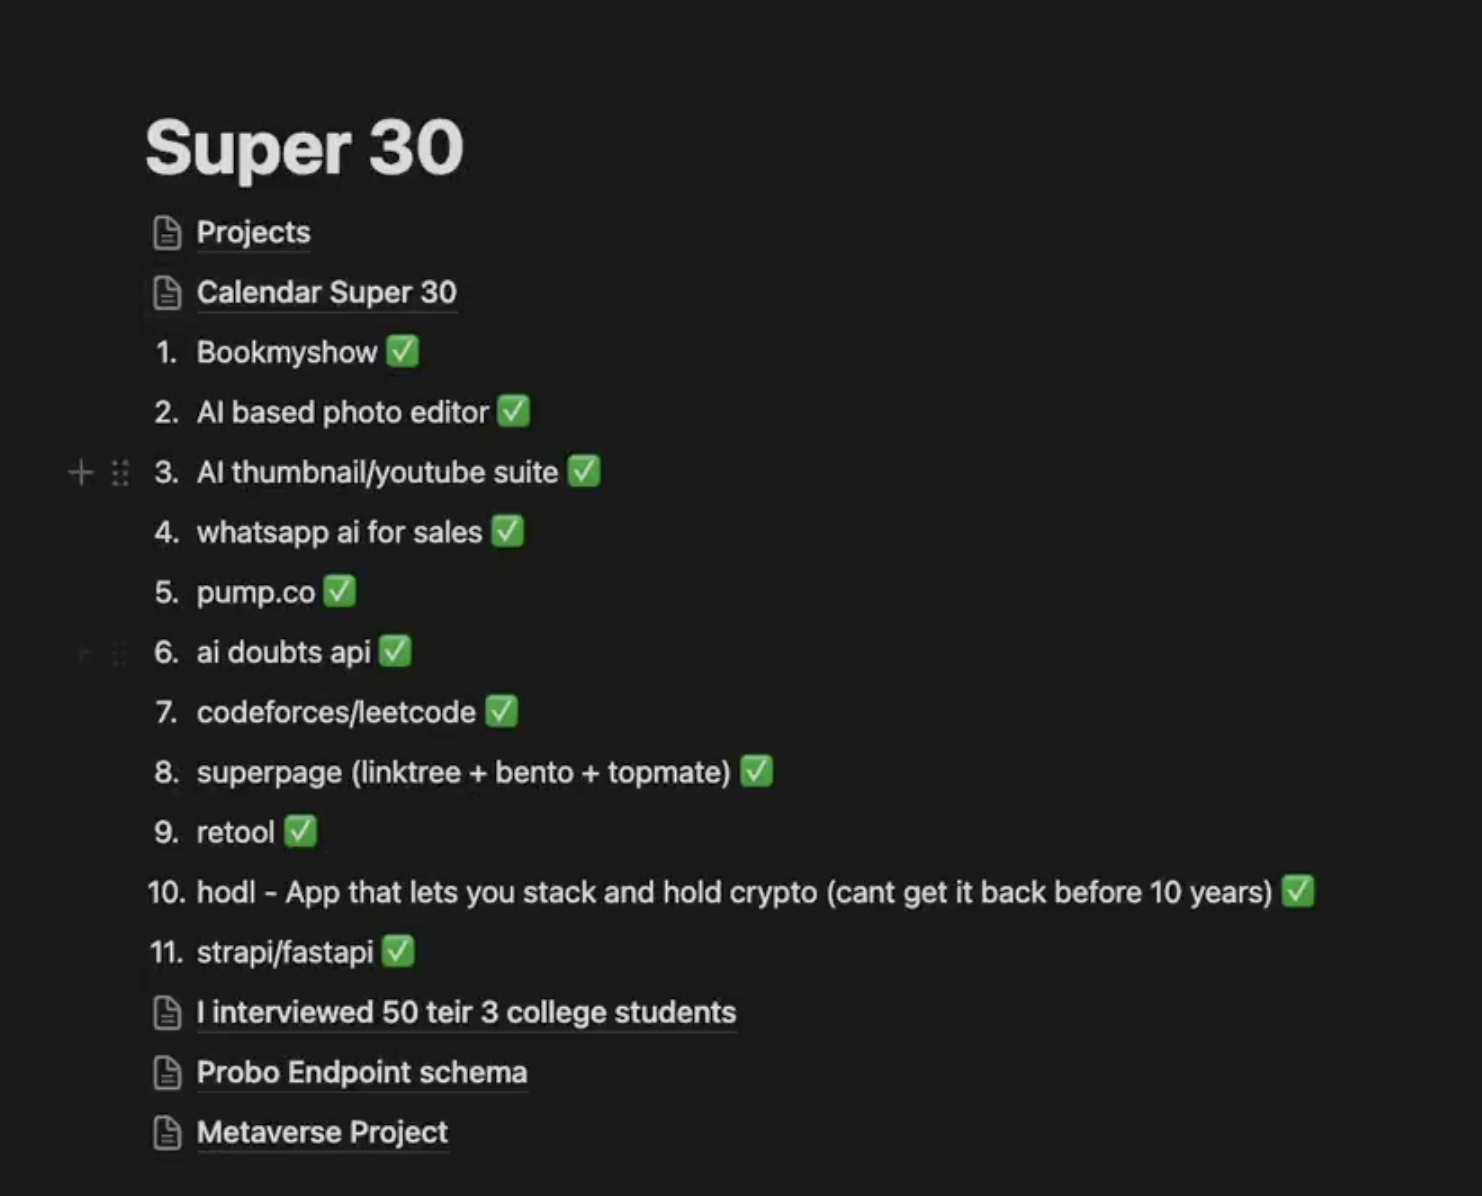 Super 30
Projects
Calendar Super 30
1. Bookmyshow ✅
2. AI based photo editor ✅
3. AI thumbnail/youtube suite ✅
4. whatsapp ai for sales ✅
5. pump.co ✅
6. ai doubts api ✅
7. codeforces/leetcode ✅
8. superpage (linktree + bento + topmate) ✅
9. retool ✅
10. hodl - App that lets you stack and hold crypto (cant get it back before 10 years) ✅
11. strapi/fastapi ✅
I interviewed 50 teir 3 college students
Probo Endpoint schema
Metaverse Project